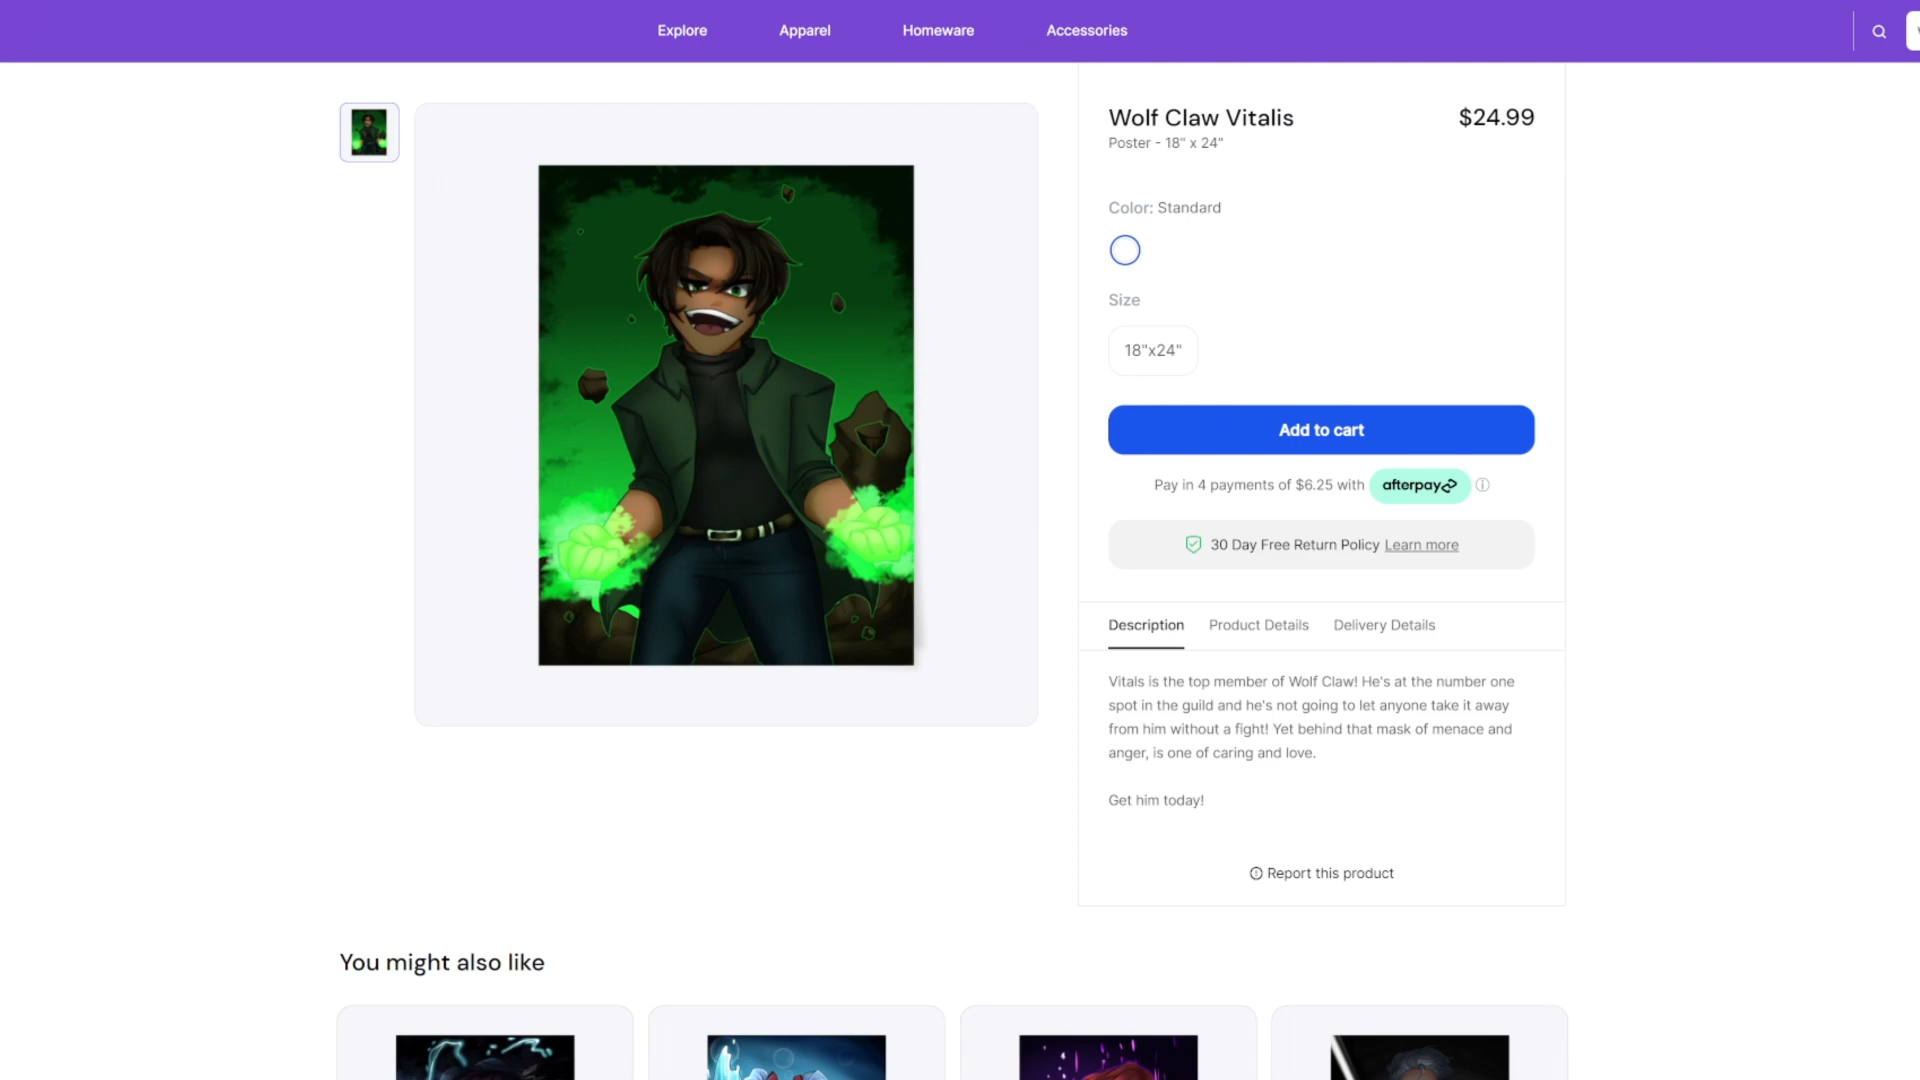 Explore Apparel Homeware Accessories
Wolf Claw Vitalis $24.99
Poster - 18" x 24"
Color: Standard
Size
18"x24"
Add to cart
Pay in 4 payments of $6.25 with afterpay
30 Day Free Return Policy Learn more
Description Product Details Delivery Details
Vitals is the top member of Wolf Claw! He's at the number one
spot in the guild and he's not going to let anyone take it away
from him without a fight! Yet behind that mask of menace and
anger, is one of caring and love.
Get him today!
Report this product
You might also like